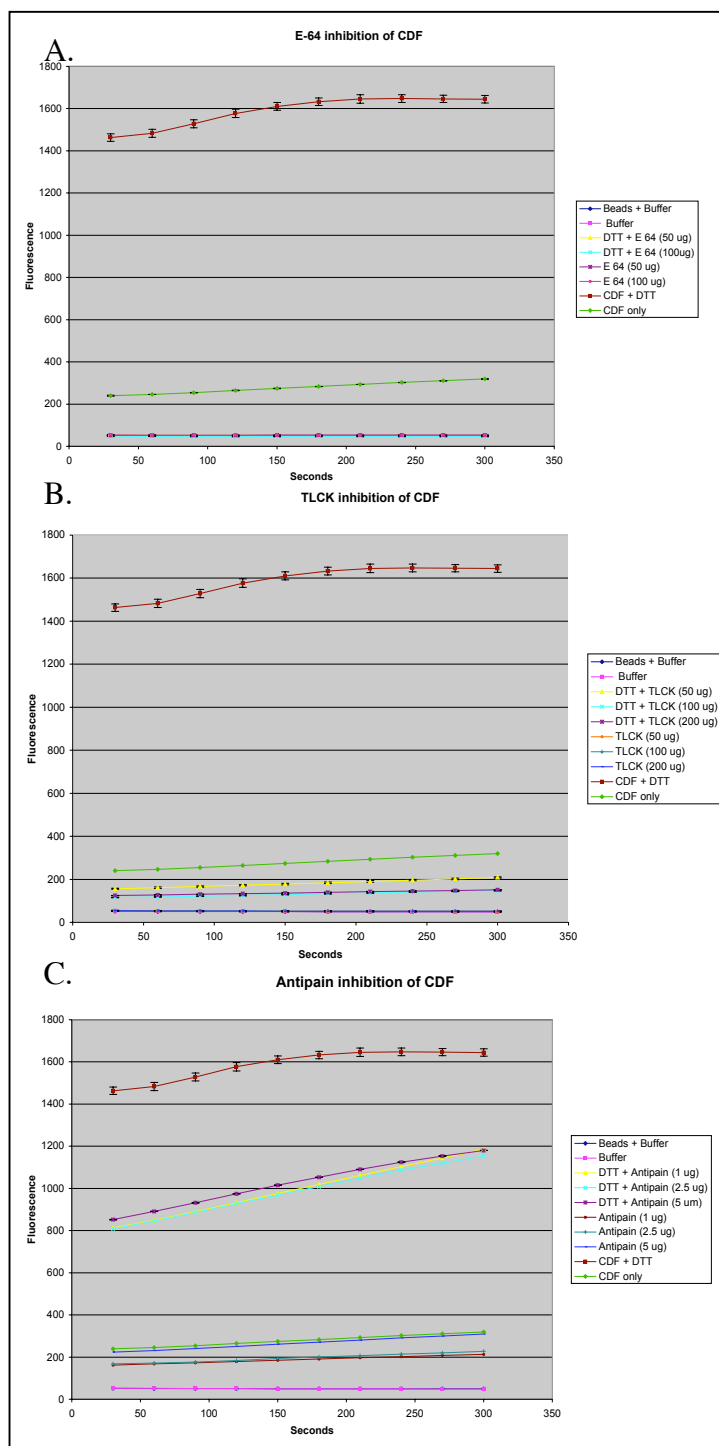 A.
E-64 inhibition of CDF
1800
1600
1400
1200
1000
800
600
400
200
0
Fluorescence
0 50 100 150 200 250 300 350
Seconds
Beads + Buffer
Buffer
DTT + E 64 (50 ug)
DTT + E 64 (100ug)
E 64 (50 ug)
E 64 (100 ug)
CDF + DTT
CDF only
B.
TLCK inhibition of CDF
1800
1600
1400
1200
1000
800
600
400
200
0
Fluorescence
0 50 100 150 200 250 300 350
Seconds
Beads + Buffer
Buffer
DTT + TLCK (50 ug)
DTT + TLCK (100 ug)
DTT + TLCK (200 ug)
TLCK (50 ug)
TLCK (100 ug)
TLCK (200 ug)
CDF + DTT
CDF only
C.
Antipain inhibition of CDF
1800
1600
1400
1200
1000
800
600
400
200
0
Fluorescence
0 50 100 150 200 250 300 350
Seconds
Beads + Buffer
Buffer
DTT + Antipain (1 ug)
DTT + Antipain (2.5 ug)
DTT + Antipain (5 um)
Antipain (1 ug)
Antipain (2.5 ug)
Antipain (5 ug)
CDF + DTT
CDF only